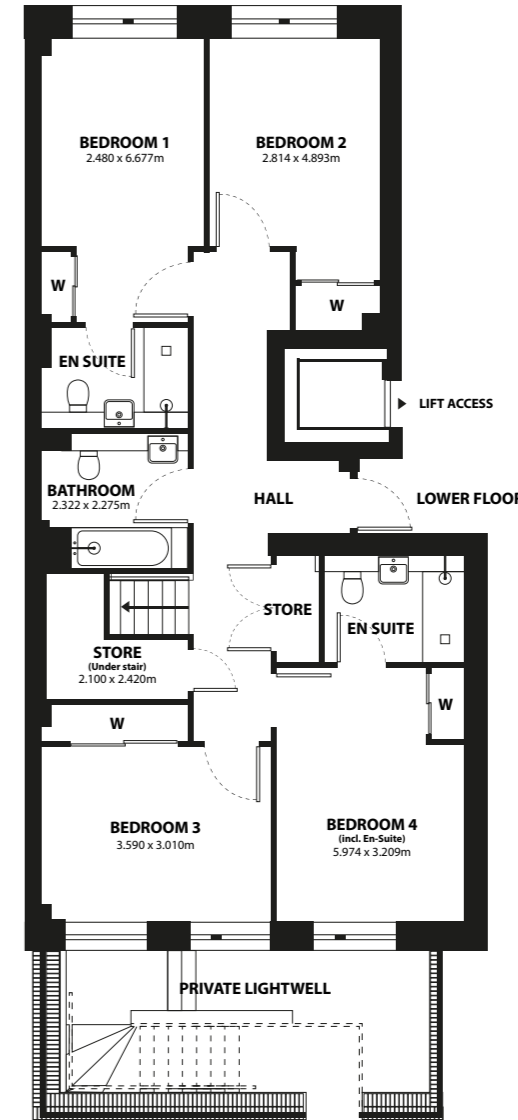 BEDROOM 1
2.480 x 6.677m
BEDROOM 2
2.814 x 4.893m
W
W
EN SUITE
LIFT ACCESS
BATHROOM
2.322 x 2.275m
HALL
LOWER FLOOR
STORE
EN SUITE
STORE
(Under stair)
2.100 x 2.420m
W
W
BEDROOM 3
3.590 x 3.010m
BEDROOM 4
(incl. En-Suite)
5.974 x 3.209m
PRIVATE LIGHTWELL